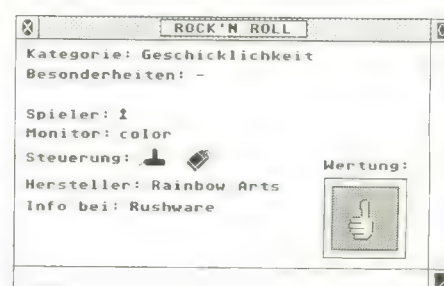 ROCK'N ROLL
Kategorie: Geschicklichkeit
Besonderheiten: -
Spieler: 1
Monitor: color
Steuerung:
Wertung:
Hersteller: Rainbow Arts
Info bei: Rushware